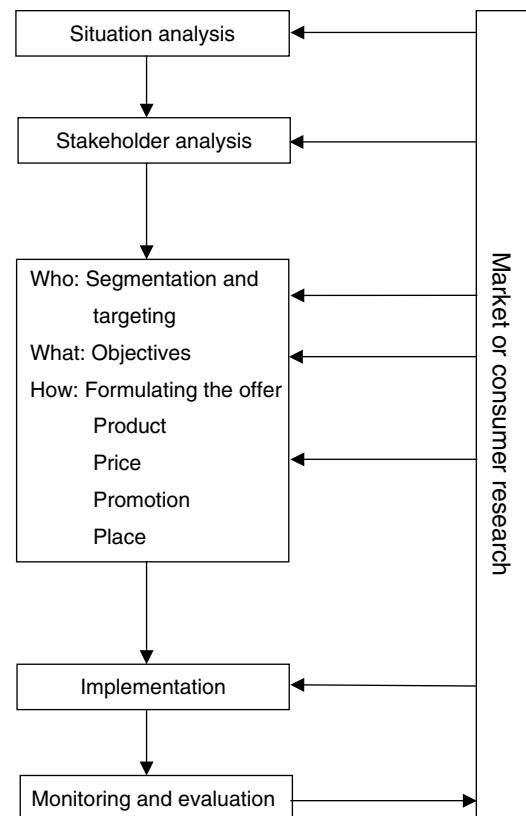 Situation analysis
Stakeholder analysis
Who: Segmentation and
targeting
What: Objectives
How: Formulating the offer
Product
Price
Promotion
Place
Implementation
Monitoring and evaluation
Market or consumer research